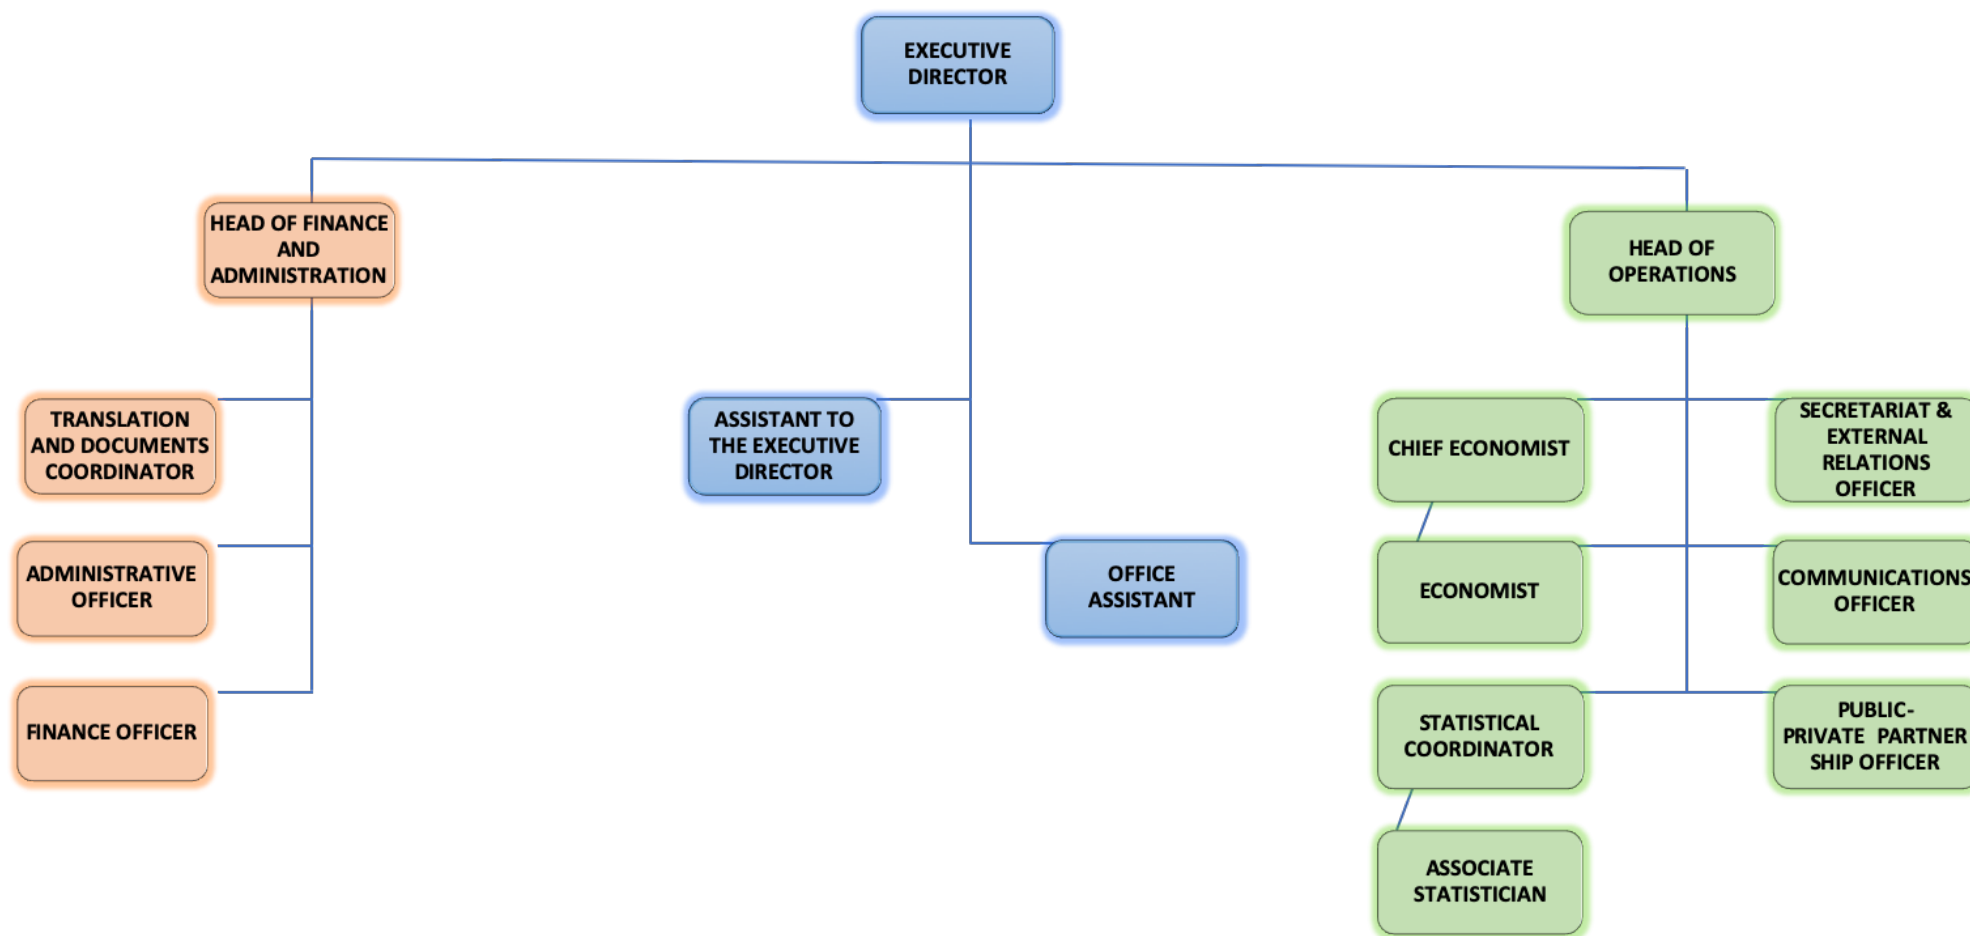 EXECUTIVE
DIRECTOR
HEAD OF FINANCE
AND
ADMINISTRATION
HEAD OF
OPERATIONS
TRANSLATION
AND DOCUMENTS
COORDINATOR
ASSISTANT TO
THE EXECUTIVE
DIRECTOR
CHIEF ECONOMIST
SECRETARIAT &
EXTERNAL
RELATIONS
OFFICER
ADMINISTRATIVE
OFFICER
OFFICE
ASSISTANT
ECONOMIST
COMMUNICATIONS
OFFICER
FINANCE OFFICER
STATISTICAL
COORDINATOR
PUBLIC-
PRIVATE PARTNER
SHIP OFFICER
ASSOCIATE
STATISTICIAN